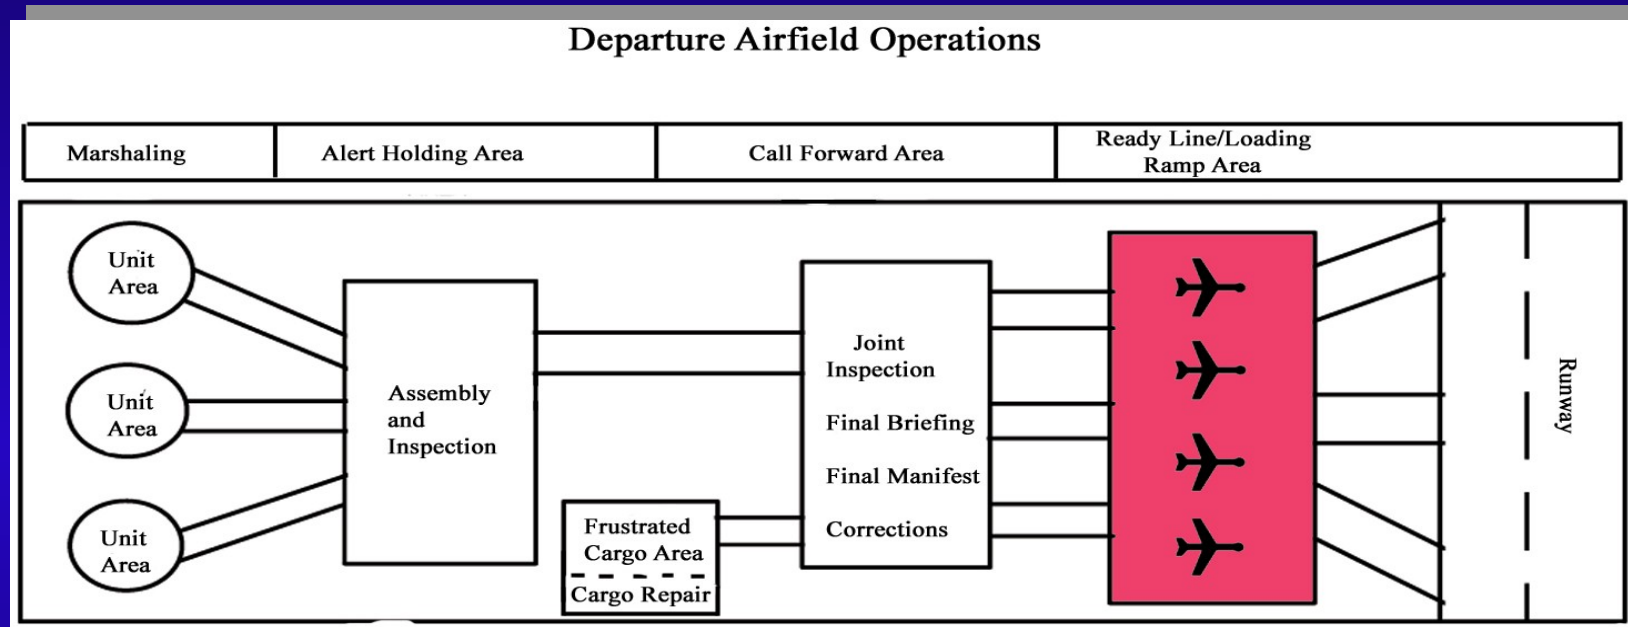 Departure Airfield Operations
Marshaling
Alert Holding Area
Call Forward Area
Ready Line/Loading
Ramp Area
Unit
Area
Unit
Area
Unit
Area
Assembly
and
Inspection
Frustrated
Cargo Area
Cargo Repair
Joint
Inspection
Final Briefing
Final Manifest
Corrections
Runway